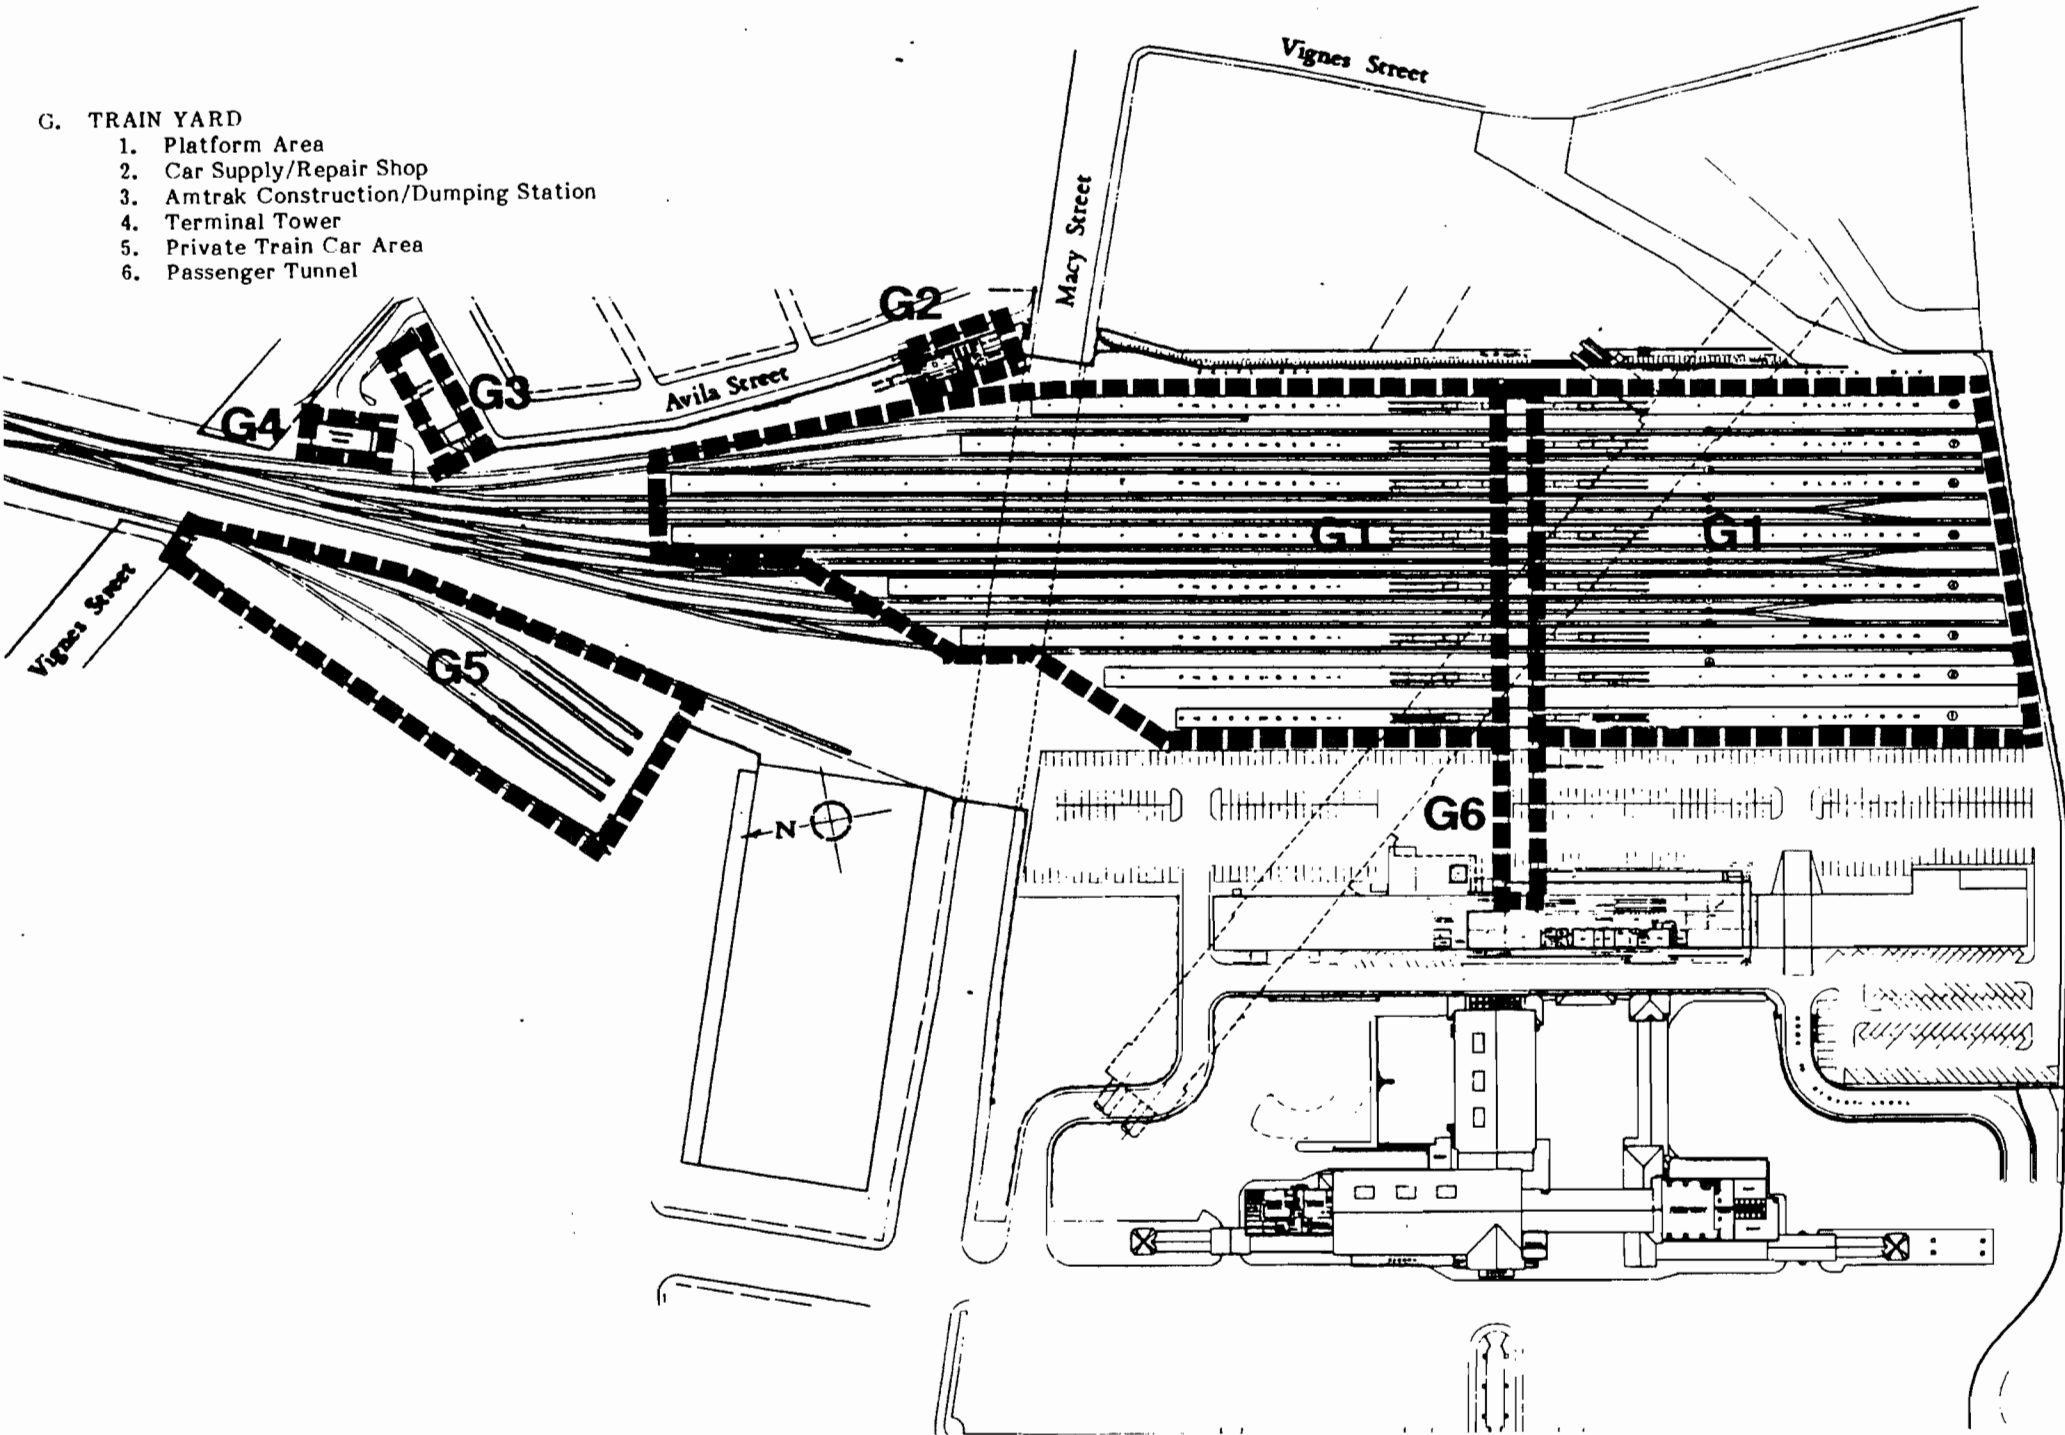 G. TRAIN YARD
1. Platform Area
2. Car Supply/Repair Shop
3. Amtrak Construction/Dumping Station
4. Terminal Tower
5. Private Train Car Area
6. Passenger Tunnel
Vignes Street
Macy Street
G2
G3
G4
Avila Street
G1
G1
Vignes Street
G5
G6
N